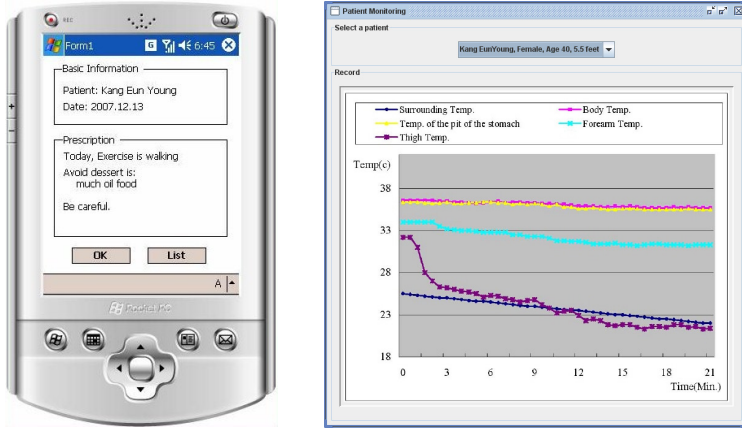 REC
Form1
G
6:45
Basic Information
Patient: Kang Eun Young
Date: 2007.12.13
Prescription
Today, Exercise is walking
Avoid dessert is:
much oil food
Be careful.
OK
List
A
Pocket PC
Patient Monitoring
Select a patient
Kang EunYoung, Female, Age 40, 5.5 feet
Record
Surrounding Temp.
Body Temp.
Temp. of the pit of the stomach
Forearm Temp.
Thigh Temp.
Temp(c)
38
33
28
23
18
0 3 6 9 12 15 18 21
Time(Min.)